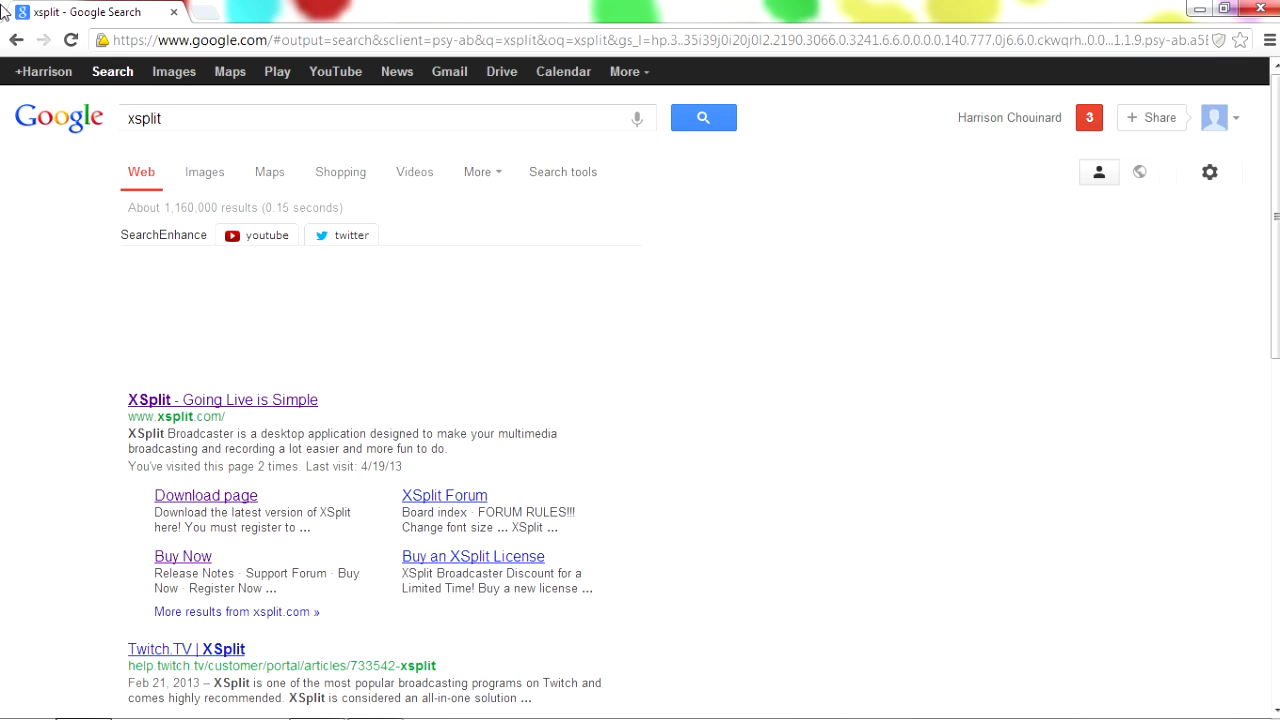 xsplit - Google Search
https://www.google.com/#output=search&sclient=psy-ab&q=xsplit&oq=xsplit&gs_l=hp.3..35i39j0i20j0l2.2190.3066.0.3241.6.6.0.0.0.0.140.777.0j6.6.0...0.0...1.1.9.psy-ab.a5
+Harrison Search Images Maps Play YouTube News Gmail Drive Calendar More
Google
xsplit
Harrison Chouinard 3 + Share
Web Images Maps Shopping Videos More Search tools
About 1,160,000 results (0.15 seconds)
SearchEnhance youtube twitter
XSplit - Going Live is Simple
www.xsplit.com/
XSplit Broadcaster is a desktop application designed to make your multimedia
broadcasting and recording a lot easier and more fun to do.
You've visited this page 2 times. Last visit: 4/19/13
Download page
Download the latest version of XSplit
here! You must register to ...
XSplit Forum
Board index · FORUM RULES!!!
Change font size ... XSplit ...
Buy Now
Release Notes · Support Forum · Buy
Now · Register Now ...
Buy an XSplit License
XSplit Broadcaster Discount for a
Limited Time! Buy a new license ...
More results from xsplit.com »
Twitch.TV | XSplit
help.twitch.tv/customer/portal/articles/733542-xsplit
Feb 21, 2013 – XSplit is one of the most popular broadcasting programs on Twitch and
comes highly recommended. XSplit is considered an all-in-one solution ...